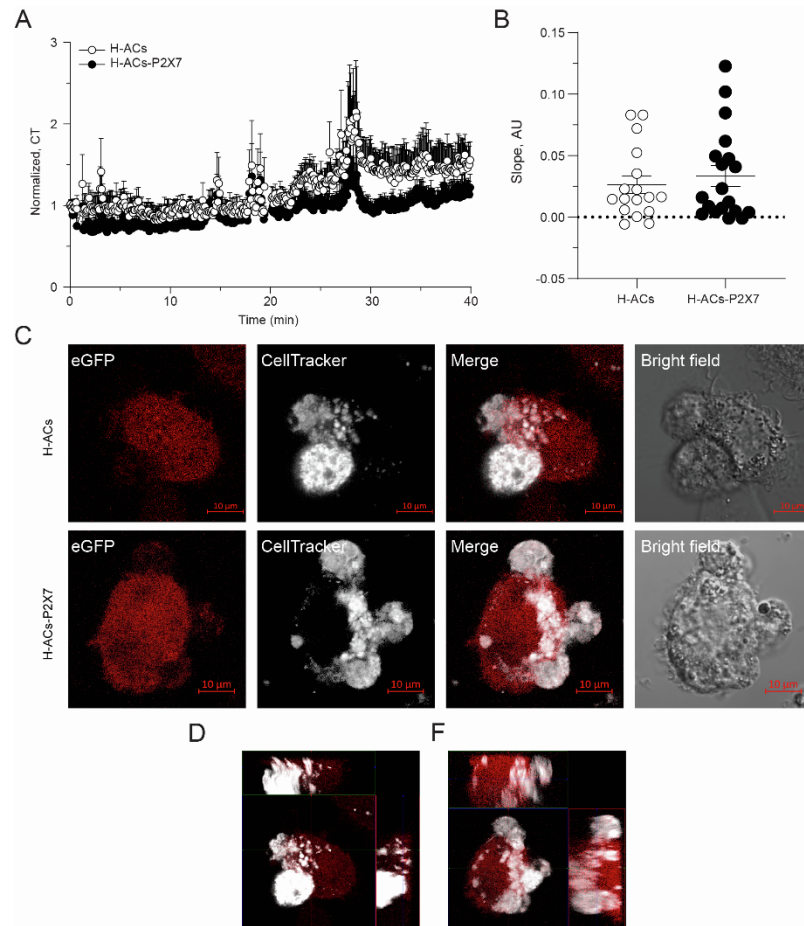 A
H-ACs
H-ACs-P2X7
Normalized, CT
3
2
1
0
0
10
20
30
40
Time (min)
B
Slope, AU
0.15
0.10
0.05
0.00
-0.05
H-ACs
H-ACs-P2X7
C
H-ACs
eGFP
10 µm
CellTracker
10 µm
Merge
10 µm
Bright field
10 µm
H-ACs-P2X7
eGFP
10 µm
CellTracker
10 µm
Merge
10 µm
Bright field
10 µm
D
F